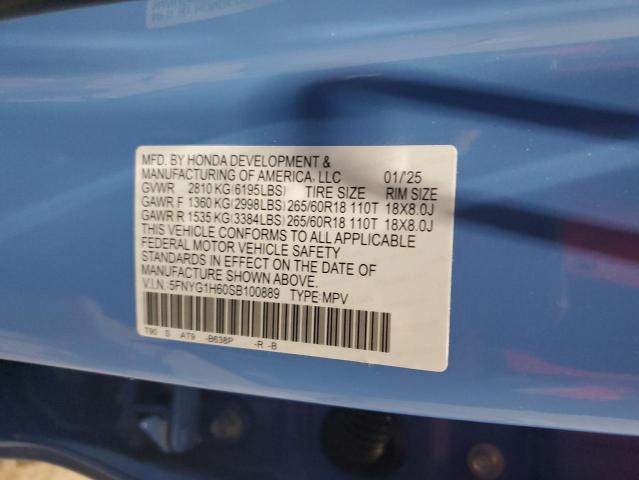 MFD. BY HONDA DEVELOPMENT &
MANUFACTURING OF AMERICA, LLC 01/'25
GVWR 2810 KG (6195LBS) TIRE SIZE RIM SIZE
GAWR F 1360 KG (2998LBS) 265/60R18 110T 18X8.0J
GAWR R 1535 KG (3384LBS) 265/60R18 110T 18X8.0J
THIS VEHICLE CONFORMS TO ALL APPLICABLE
FEDERAL MOTOR VEHICLE SAFETY
STANDARDS IN EFFECT ON THE DATE OF
MANUFACTURE SHOWN ABOVE.
V.I.N.:5FNYG1H60SB100889 TYPE:MPV
T90 S AT9 -B638P -R -B